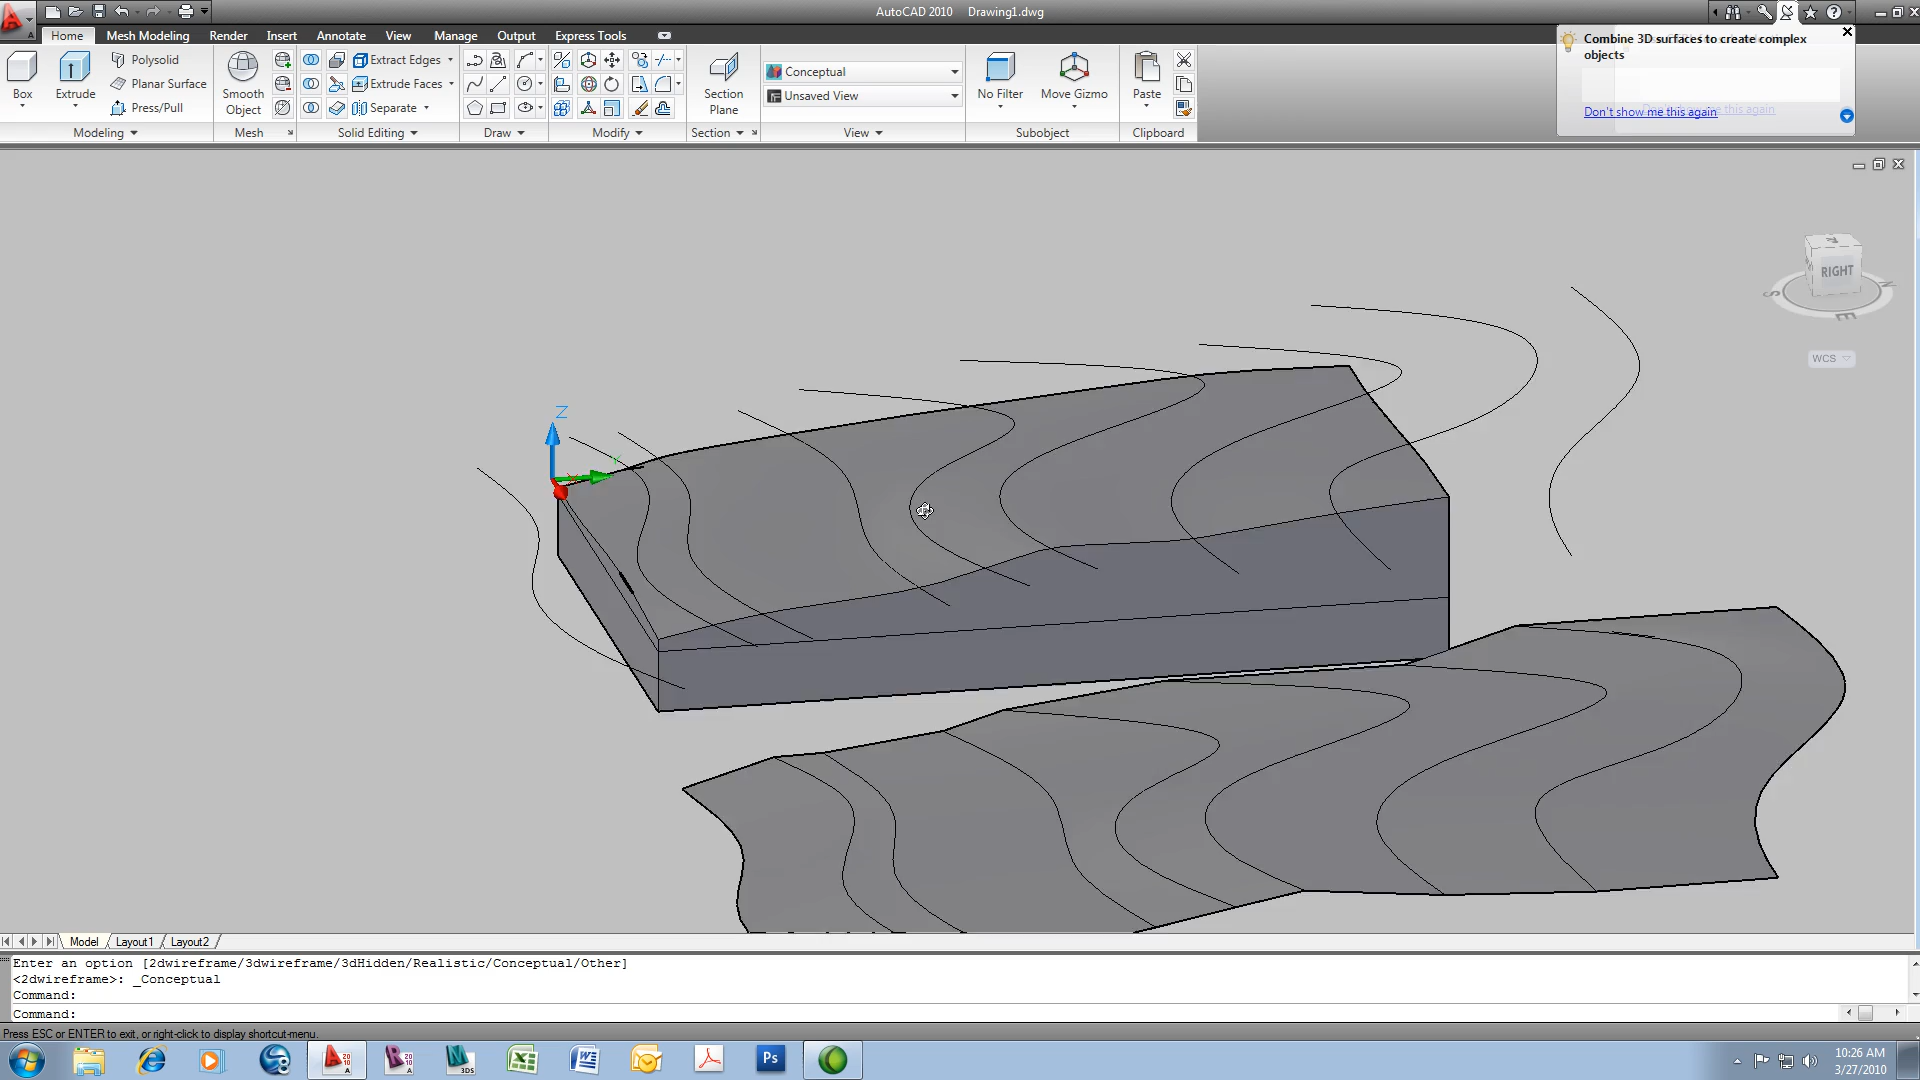 AutoCAD 2010 Drawing1.dwg
Home Mesh Modeling Render Insert Annotate View Manage Output Express Tools
Combine 3D surfaces to create complex
objects
Don't show me this again
Box
Extrude
Polysolid
Planar Surface
Press/Pull
Modeling
Smooth
Object
Mesh
Extract Edges
Extrude Faces
Separate
Solid Editing
Draw
Modify
Section
Plane
Section
Conceptual
Unsaved View
View
No Filter
Move Gizmo
Subobject
Paste
Clipboard
RIGHT
N
S
E
WCS
Z
Y
Model Layout1 Layout2
Enter an option [2dwireframe/3dwireframe/3dHidden/Realistic/Conceptual/Other]
<2dwireframe>: _Conceptual
Command:
Command:
Press ESC or ENTER to exit, or right-click to display shortcut-menu.
Ps
10:26 AM
3/27/2010